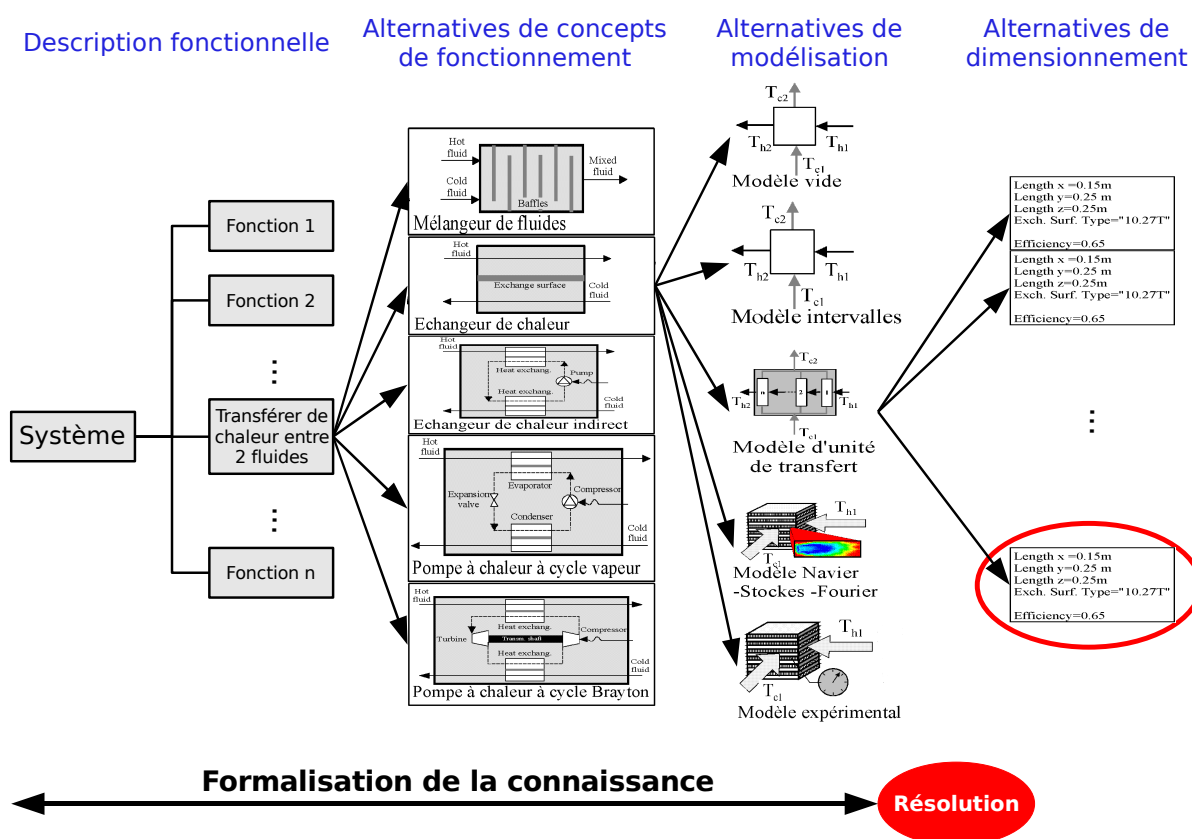 Description fonctionnelle
Alternatives de concepts
de fonctionnement
Alternatives de
modélisation
Alternatives de
dimensionnement
Système
Fonction 1
Fonction 2
...
Transférer de
chaleur entre
2 fluides
...
Fonction n
Hot
fluid
Cold
fluid
Mixed
fluid
Baffles
Mélangeur de fluides
Hot
fluid
Exchange surface
Cold
fluid
Echangeur de chaleur
Hot
fluid
Heat exchang.
Pump
Heat exchang.
Cold
fluid
Echangeur de chaleur indirect
Hot
fluid
Evaporator
Expansion
valve
Compressor
Condenser
Cold
fluid
Pompe à chaleur à cycle vapeur
Hot
fluid
Heat exchang.
Turbine
Transm. shaft
Compressor
Heat exchang.
Cold
fluid
Pompe à chaleur à cycle Brayton
Tc2
Th2
Th1
Tc1
Modèle vide
Tc2
Th2
Th1
Tc1
Modèle intervalles
Tc2
Th2
n
2
1
Th1
Tc1
Modèle d'unité
de transfert
Th1
Tc1
Modèle Navier
-Stockes -Fourier
Th1
Tc1
Modèle expérimental
Length x =0.15m
Length y=0.25 m
Length z=0.25m
Exch. Surf. Type="10.27T"
Efficiency=0.65
Length x =0.15m
Length y=0.25 m
Length z=0.25m
Exch. Surf. Type="10.27T"
Efficiency=0.65
...
Length x =0.15m
Length y=0.25 m
Length z=0.25m
Exch. Surf. Type="10.27T"
Efficiency=0.65
Formalisation de la connaissance
Résolution